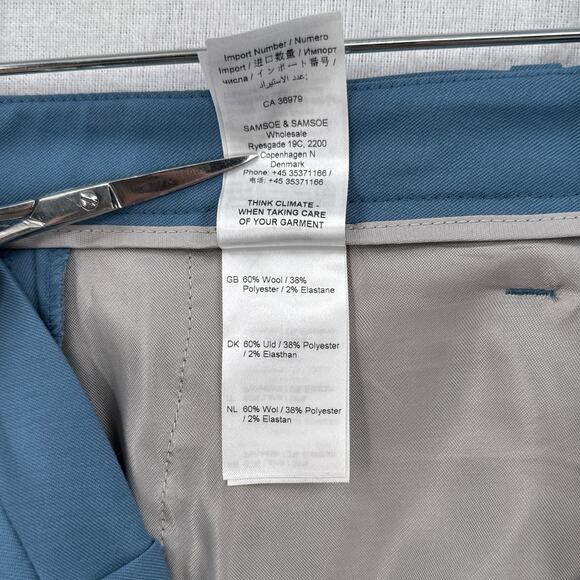 Import Number / Numero
Import / 进口数量 / Импорт
числа / インポート番号 /
عدد الاستيراد:
CA 36979
SAMSOE & SAMSOE
Wholesale
Ryesgade 19C, 2200
Copenhagen N
Denmark
Phone: +45 35371166 /
电话: +45 35371166
THINK CLIMATE -
WHEN TAKING CARE
OF YOUR GARMENT
GB 60% Wool / 38%
Polyester / 2% Elastane
DK 60% Uld / 38% Polyester
/ 2% Elasthan
NL 60% Wol / 38% Polyester
/ 2% Elastan